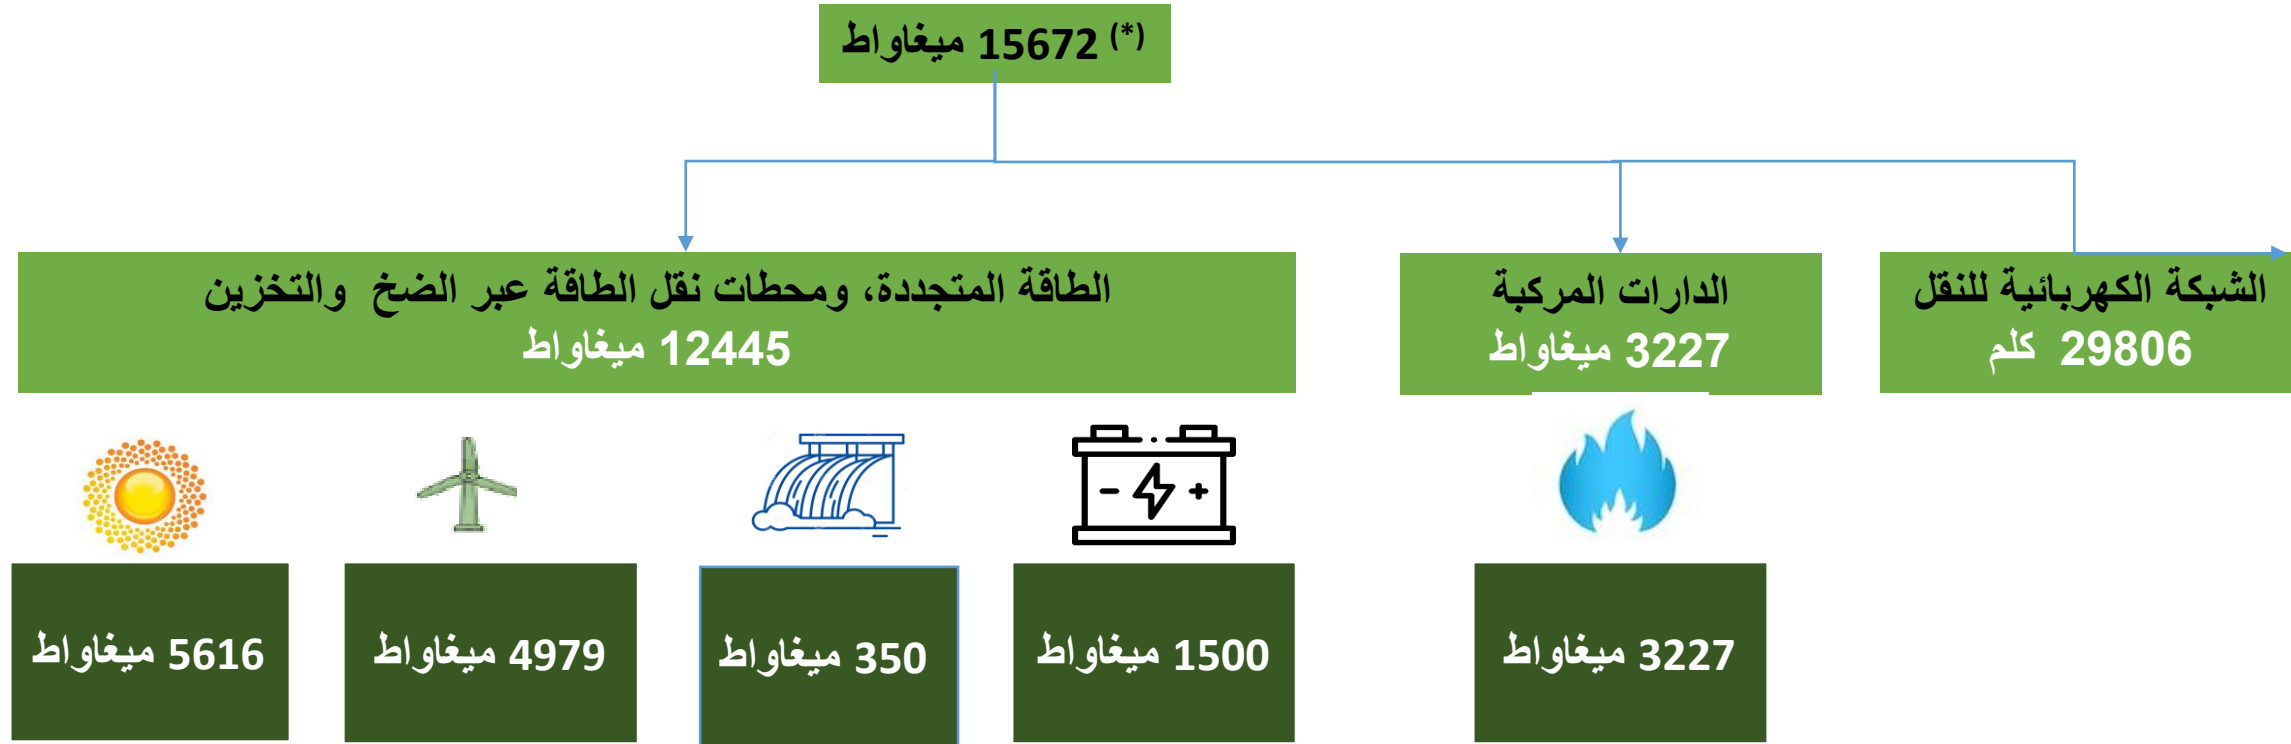 15672 (*) ميغاواط
الشبكة الكهربائية للنقل
29806 كلم
الدارات المركبة
3227 ميغاواط
الطاقة المتجددة، ومحطات نقل الطاقة عبر الضخ والتخزين
12445 ميغاواط
3227 ميغاواط
1500 ميغاواط
350 ميغاواط
4979 ميغاواط
5616 ميغاواط